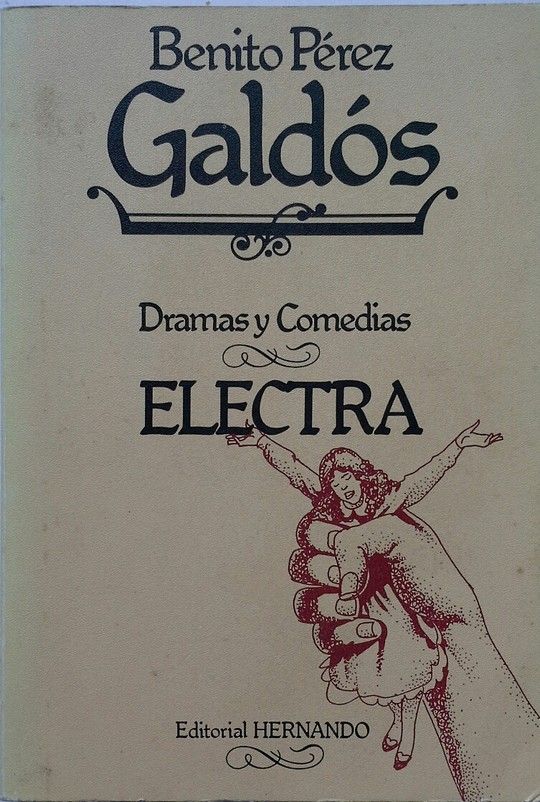 Benito Pérez
Galdós
Dramas y Comedias
ELECTRA
Editorial HERNANDO